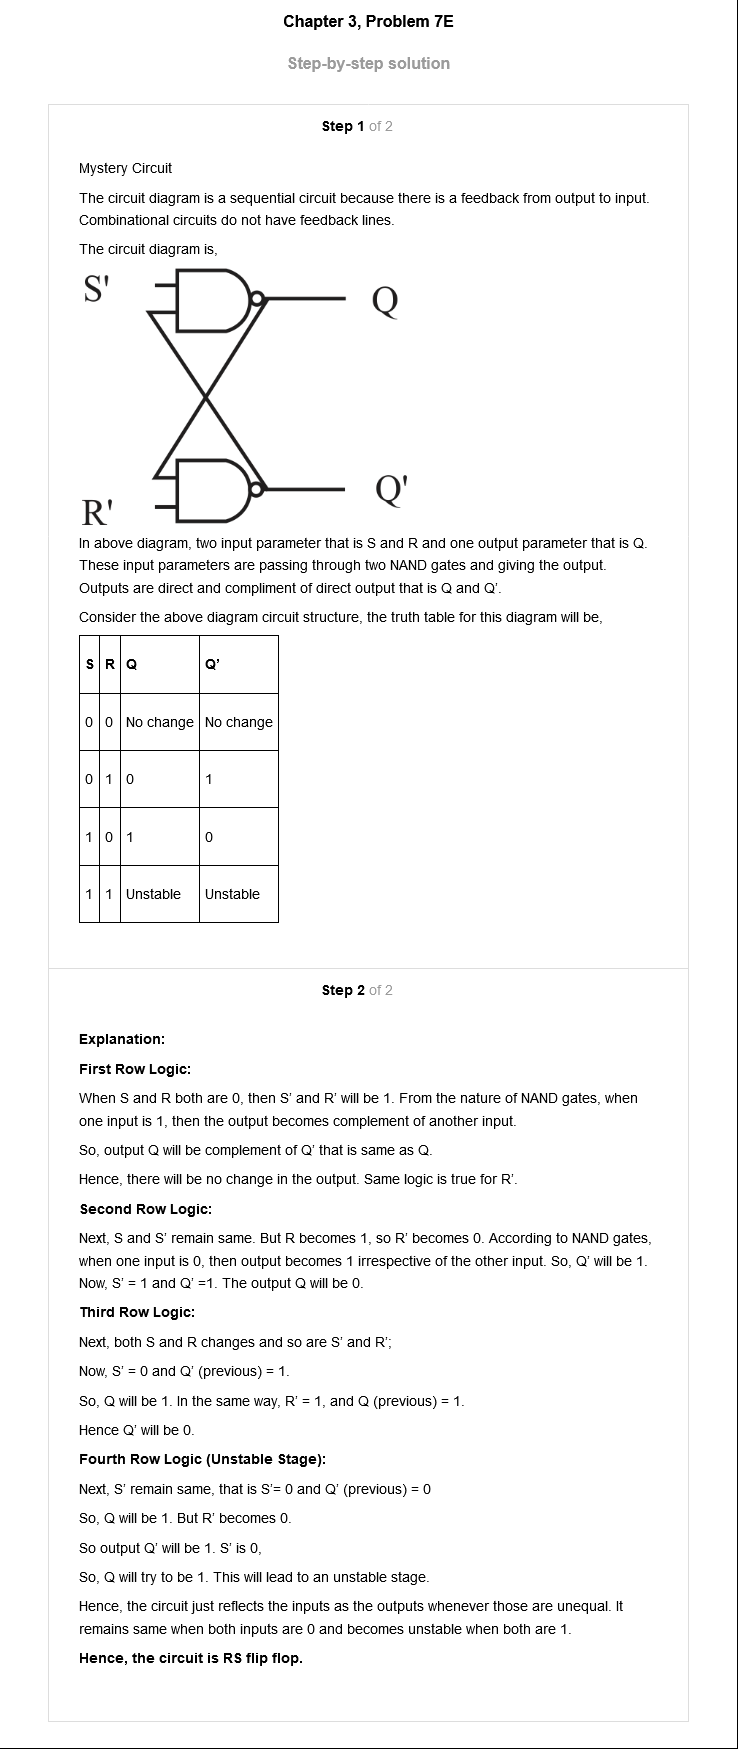 Chapter 3, Problem 7E
Step-by-step solution
Step 1 of 2
Mystery Circuit
The circuit diagram is a sequential circuit because there is a feedback from output to input.
Combinational circuits do not have feedback lines.
The circuit diagram is,
S'
Q
Q'
R'
In above diagram, two input parameter that is S and R and one output parameter that is Q.
These input parameters are passing through two NAND gates and giving the output.
Outputs are direct and compliment of direct output that is Q and Q’.
Consider the above diagram circuit structure, the truth table for this diagram will be,
S R Q Q’
0 0 No change No change
0 1 0 1
1 0 1 0
1 1 Unstable Unstable
Step 2 of 2
Explanation:
First Row Logic:
When S and R both are 0, then S’ and R’ will be 1. From the nature of NAND gates, when
one input is 1, then the output becomes complement of another input.
So, output Q will be complement of Q’ that is same as Q.
Hence, there will be no change in the output. Same logic is true for R’.
Second Row Logic:
Next, S and S’ remain same. But R becomes 1, so R’ becomes 0. According to NAND gates,
when one input is 0, then output becomes 1 irrespective of the other input. So, Q’ will be 1.
Now, S’ = 1 and Q’ =1. The output Q will be 0.
Third Row Logic:
Next, both S and R changes and so are S’ and R’;
Now, S’ = 0 and Q’ (previous) = 1.
So, Q will be 1. In the same way, R’ = 1, and Q (previous) = 1.
Hence Q’ will be 0.
Fourth Row Logic (Unstable Stage):
Next, S’ remain same, that is S’= 0 and Q’ (previous) = 0
So, Q will be 1. But R’ becomes 0.
So output Q’ will be 1. S’ is 0,
So, Q will try to be 1. This will lead to an unstable stage.
Hence, the circuit just reflects the inputs as the outputs whenever those are unequal. It
remains same when both inputs are 0 and becomes unstable when both are 1.
Hence, the circuit is RS flip flop.